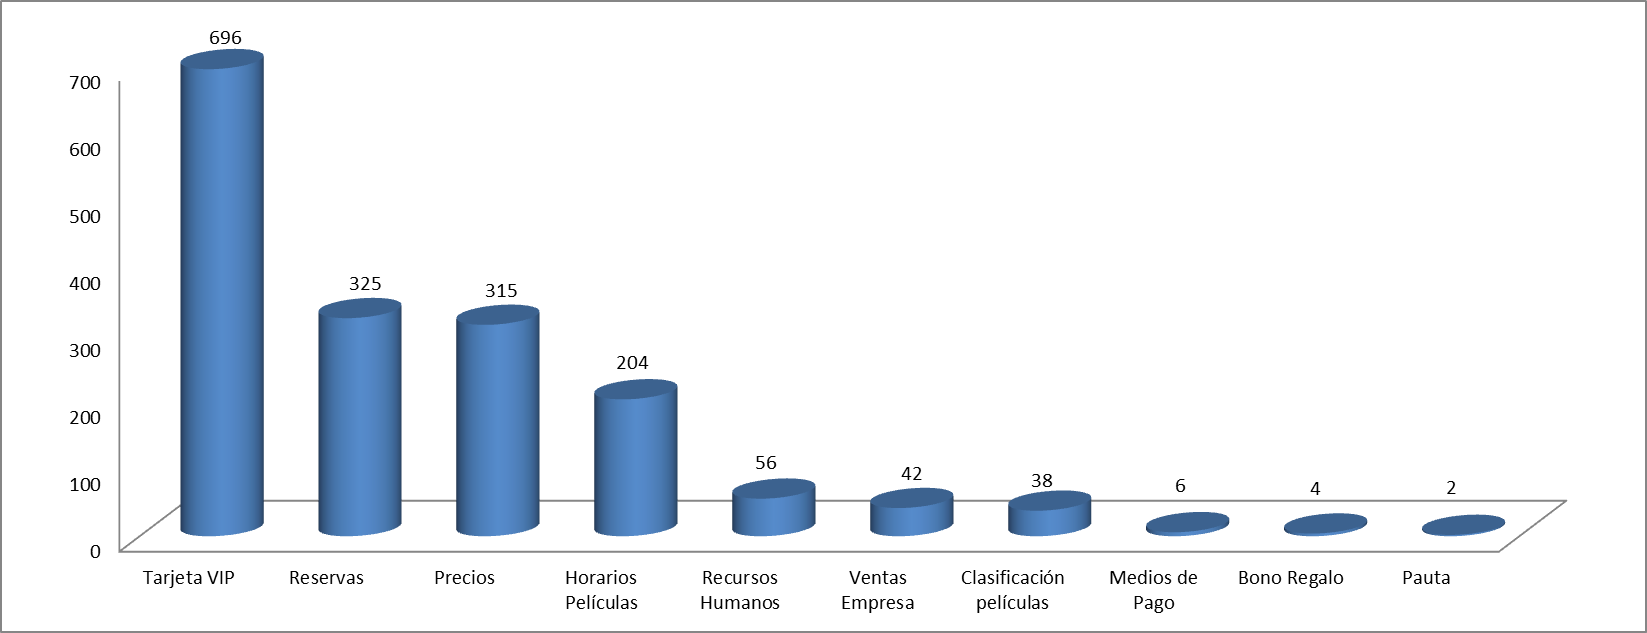 696
700
600
500
400
300
200
100
0
325
315
204
56
42
38
6
4
2
Tarjeta VIP
Reservas
Precios
Horarios
Películas
Recursos
Humanos
Ventas
Empresa
Clasificación
películas
Medios de
Pago
Bono Regalo
Pauta